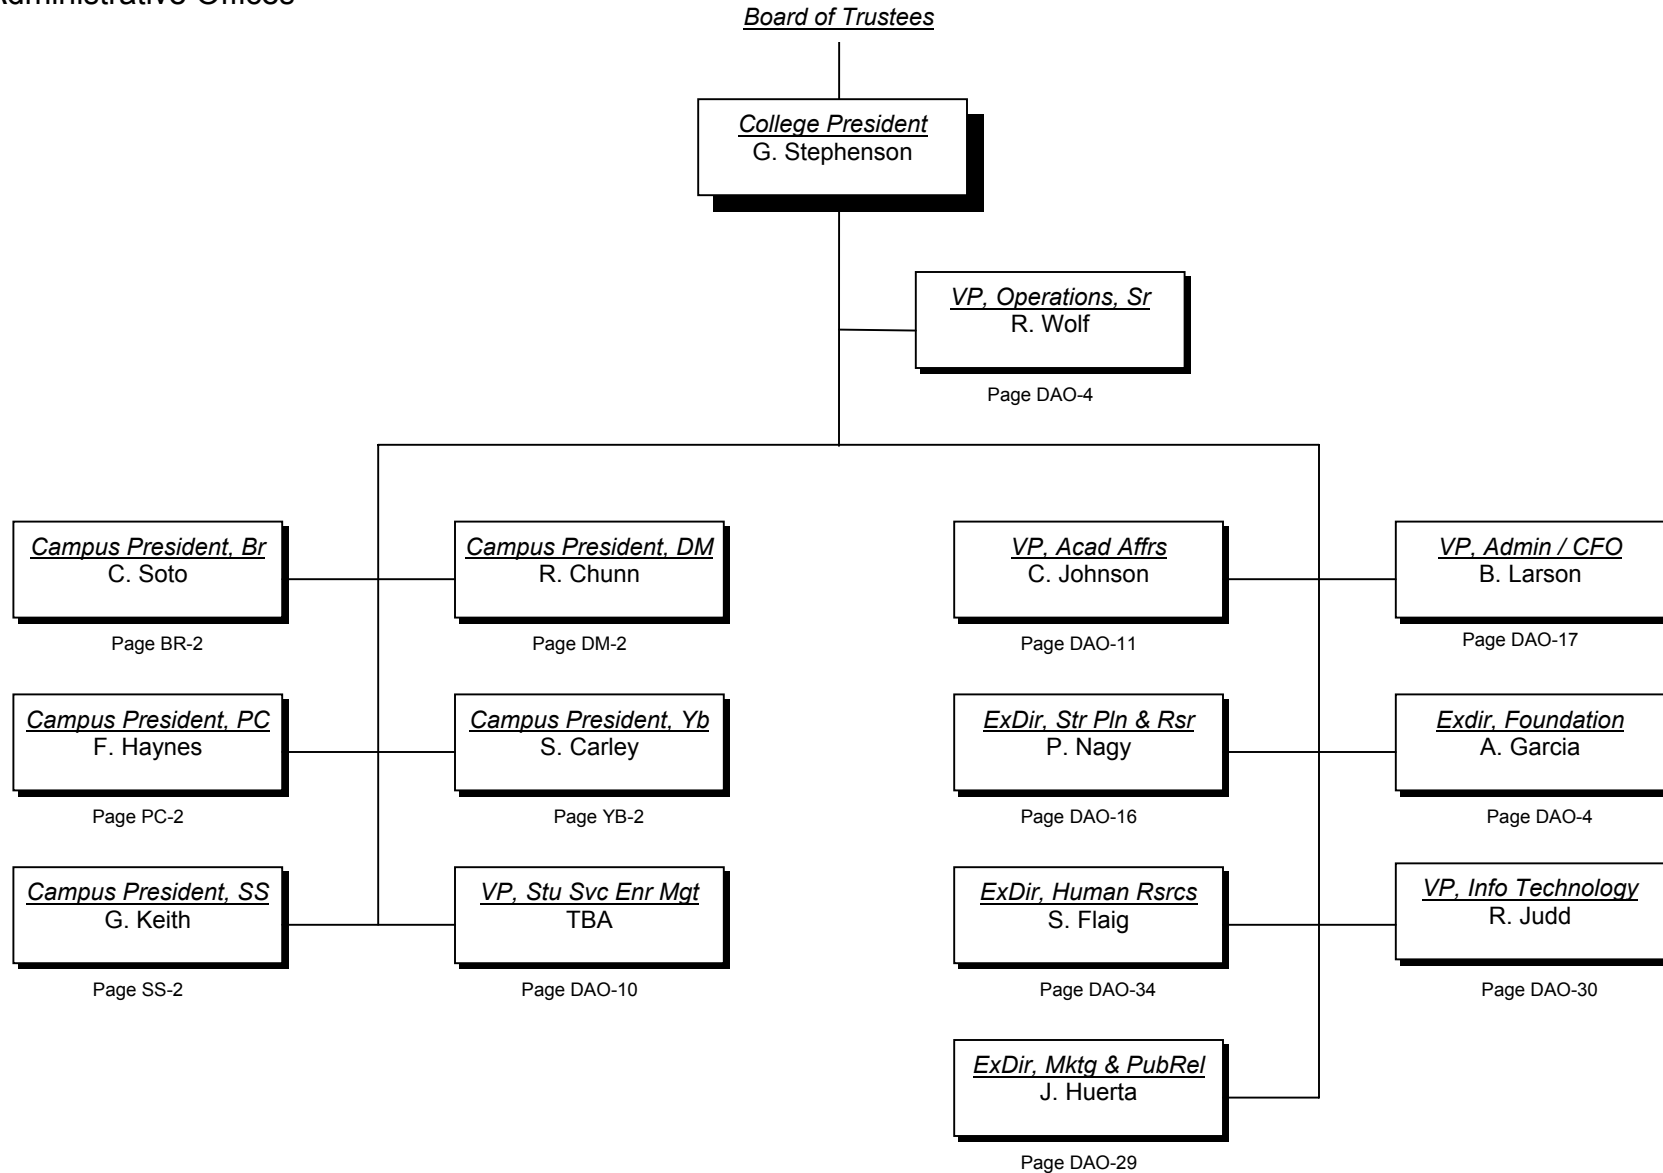 Administrative Offices
Board of Trustees
College President
G. Stephenson
VP, Operations, Sr
R. Wolf
Page DAO-4
Campus President, Br
C. Soto
Page BR-2
Campus President, DM
R. Chunn
Page DM-2
VP, Acad Affrs
C. Johnson
Page DAO-11
VP, Admin / CFO
B. Larson
Page DAO-17
Campus President, PC
F. Haynes
Page PC-2
Campus President, Yb
S. Carley
Page YB-2
ExDir, Str Pln & Rsr
P. Nagy
Page DAO-16
Exdir, Foundation
A. Garcia
Page DAO-4
Campus President, SS
G. Keith
Page SS-2
VP, Stu Svc Enr Mgt
TBA
Page DAO-10
ExDir, Human Rsrcs
S. Flaig
Page DAO-34
VP, Info Technology
R. Judd
Page DAO-30
ExDir, Mktg & PubRel
J. Huerta
Page DAO-29